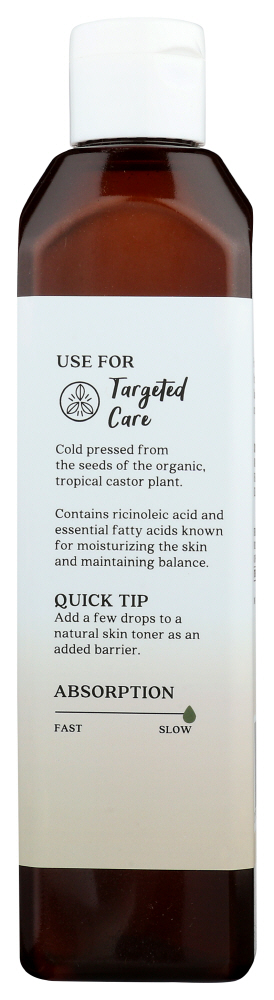 USE FOR
Targeted
Care
Cold pressed from
the seeds of the organic,
tropical castor plant.
Contains ricinoleic acid and
essential fatty acids known
for moisturizing the skin
and maintaining balance.
QUICK TIP
Add a few drops to a
natural skin toner as an
added barrier.
ABSORPTION
FAST SLOW